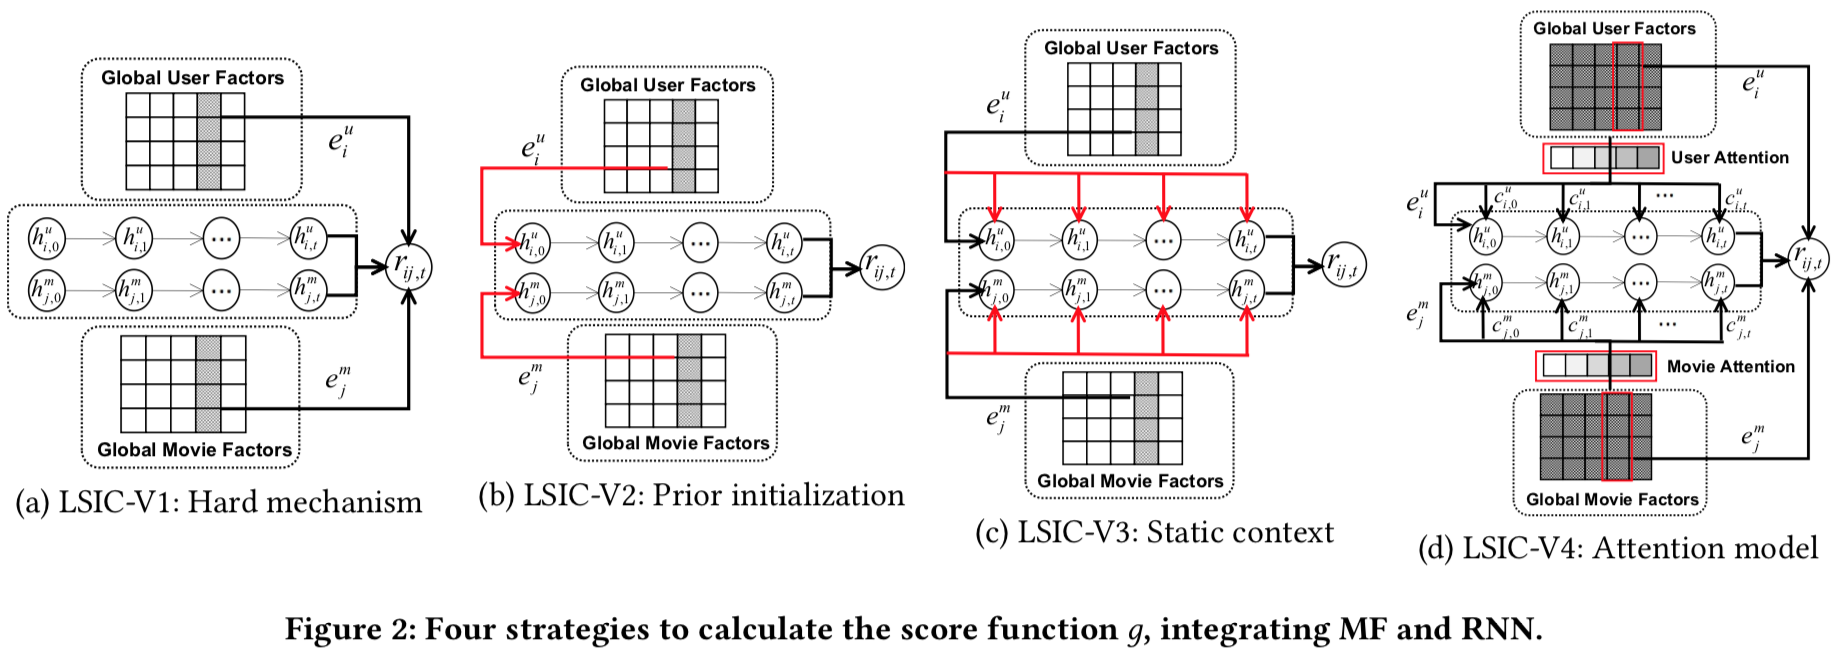 Global User Factors
e_i^u
h_{i,0}^u h_{i,1}^u ... h_{i,t}^u
r_{ij,t}
h_{j,0}^m h_{j,1}^m ... h_{j,t}^m
e_j^m
Global Movie Factors
(a) LSIC-V1: Hard mechanism
Global User Factors
e_i^u
h_{i,0}^u h_{i,1}^u ... h_{i,t}^u
r_{ij,t}
h_{j,0}^m h_{j,1}^m ... h_{j,t}^m
e_j^m
Global Movie Factors
(b) LSIC-V2: Prior initialization
Global User Factors
e_i^u
h_{i,0}^u h_{i,1}^u ... h_{i,t}^u
r_{ij,t}
h_{j,0}^m h_{j,1}^m ... h_{j,t}^m
e_j^m
Global Movie Factors
(c) LSIC-V3: Static context
Global User Factors
e_i^u
User Attention
e_i^u
c_{i,0}^u c_{i,1}^u ... c_{i,t}^u
h_{i,0}^u h_{i,1}^u ... h_{i,t}^u
r_{ij,t}
h_{j,0}^m h_{j,1}^m ... h_{j,t}^m
e_j^m
c_{j,0}^m c_{j,1}^m ... c_{j,t}^m
Movie Attention
e_j^m
Global Movie Factors
(d) LSIC-V4: Attention model
Figure 2: Four strategies to calculate the score function g, integrating MF and RNN.